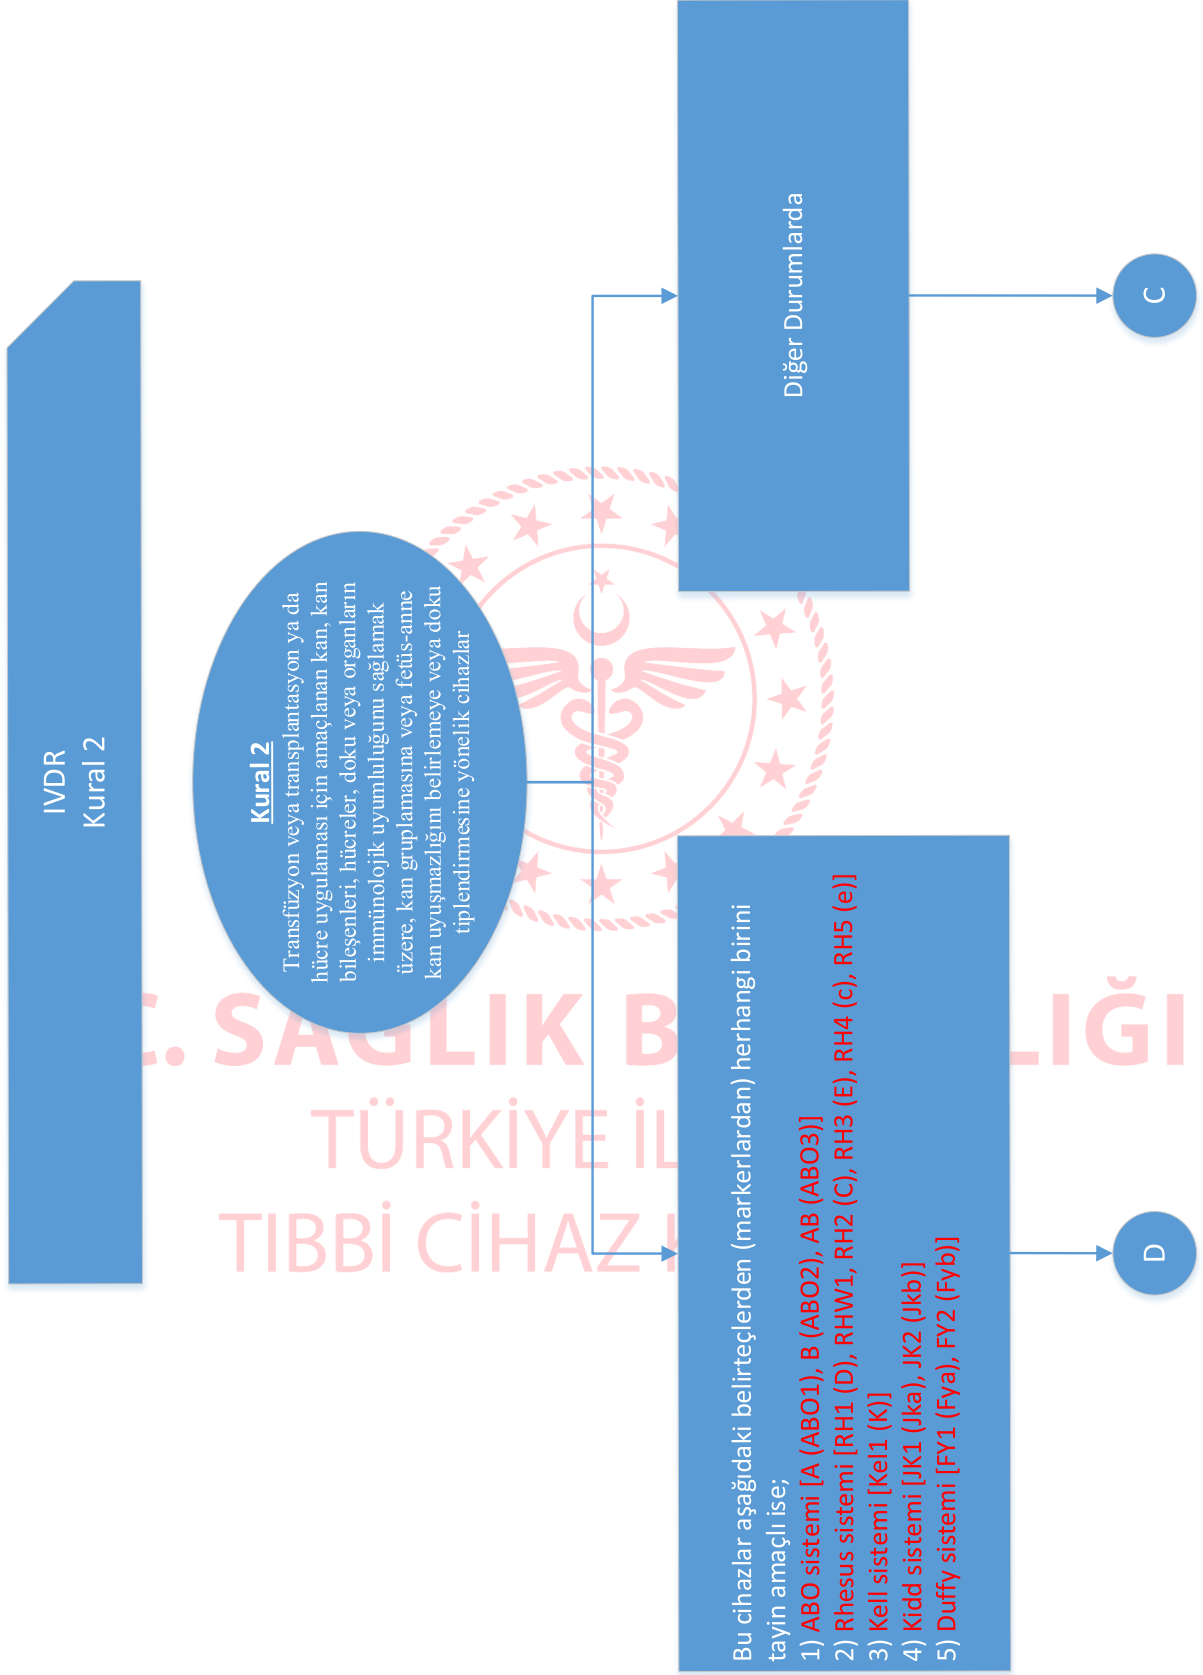 IVDR
Kural 2
Kural 2
Transfüzyon veya transplantasyon ya da
hücre uygulaması için amaçlanan kan, kan
bileşenleri, hücreler, doku veya organların
immünolojik uyumluluğunu sağlamak
üzere, kan gruplamasına veya fetüs-anne
kan uyuşmazlığını belirlemeye veya doku
tiplendirmesine yönelik cihazlar
Bu cihazlar aşağıdaki belirteçlerden (markerlardan) herhangi birini
tayin amaçlı ise;
1) ABO sistemi [A (ABO1), B (ABO2), AB (ABO3)]
2) Rhesus sistemi [RH1 (D), RHW1, RH2 (C), RH3 (E), RH4 (c), RH5 (e)]
3) Kell sistemi [Kel1 (K)]
4) Kidd sistemi [JK1 (Jka), JK2 (Jkb)]
5) Duffy sistemi [FY1 (Fya), FY2 (Fyb)]
Diğer Durumlarda
D
C
TÜRKİYE
TIBBİ CİHAZ